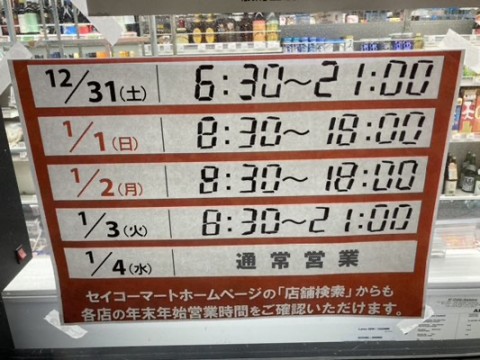 12/31(土) 6:30～21:00
1/1(日) 8:30～18:00
1/2(月) 8:30～18:00
1/3(火) 8:30～21:00
1/4(水) 通常営業
セイコーマートホームページの「店舗検索」からも
各店の年末年始営業時間をご確認いただけます。